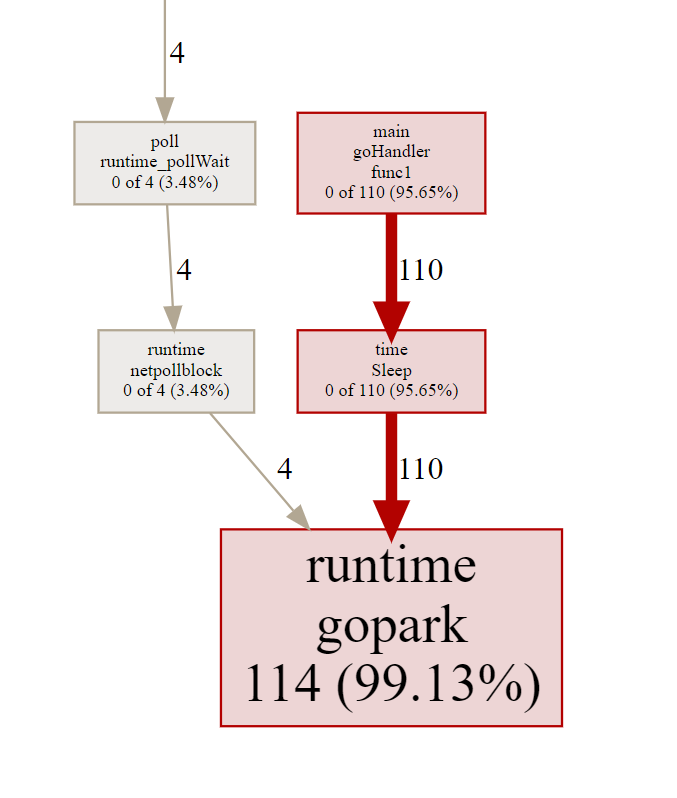 4
poll
runtime_pollWait
0 of 4 (3.48%)
main
goHandler
func1
0 of 110 (95.65%)
4
110
runtime
netpollblock
0 of 4 (3.48%)
time
Sleep
0 of 110 (95.65%)
4
110
runtime
gopark
114 (99.13%)